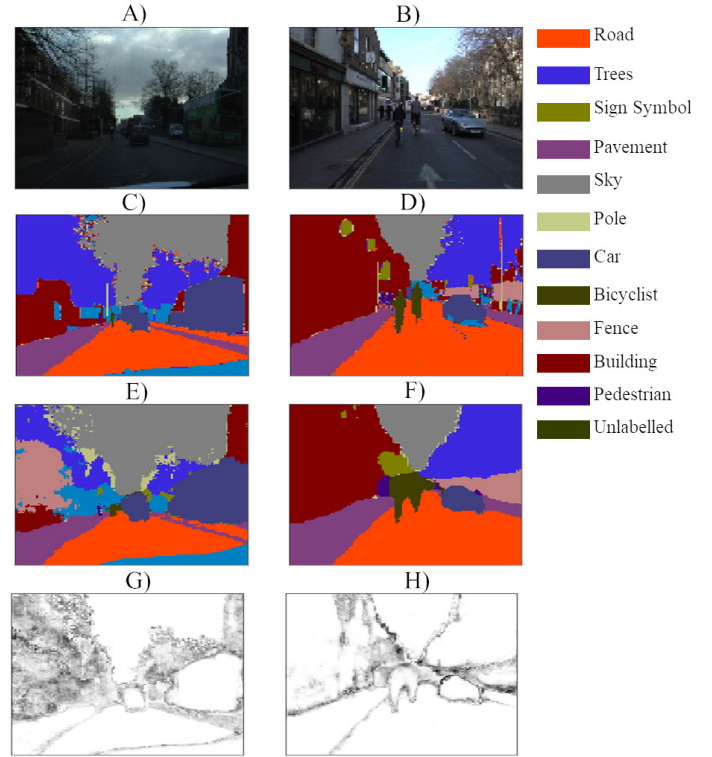 A)
B)
Road
Trees
Sign Symbol
Pavement
Sky
C)
D)
Pole
Car
Bicyclist
Fence
Building
Pedestrian
Unlabelled
E)
F)
G)
H)